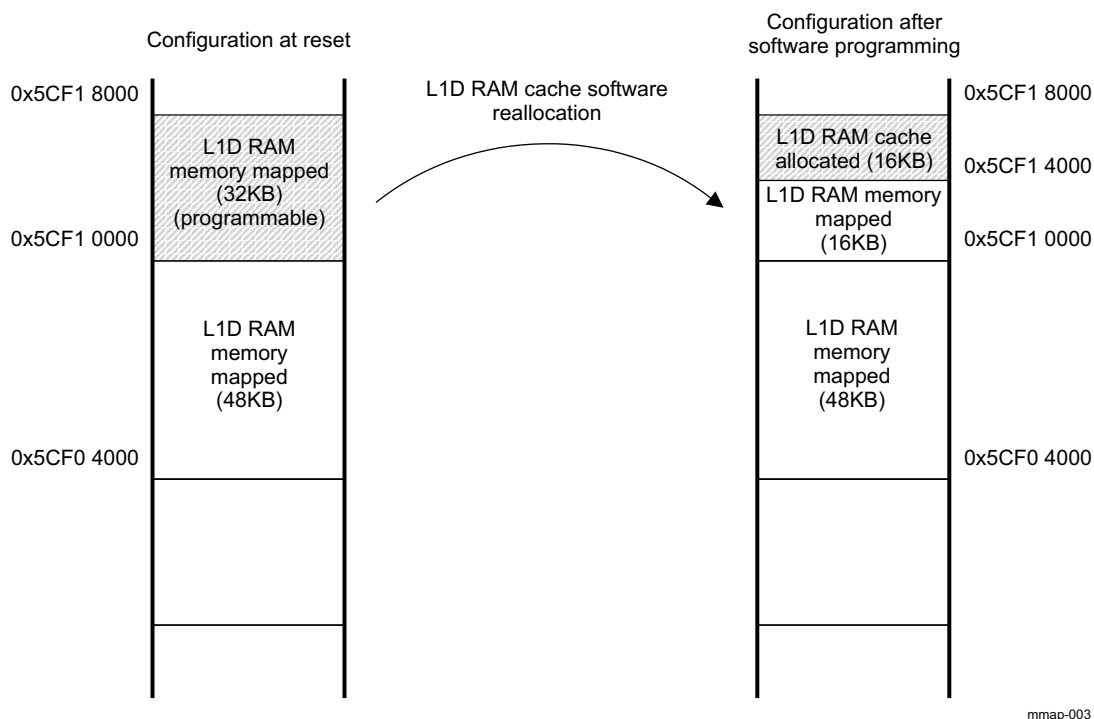 Configuration at reset
0x5CF1 8000
L1D RAM
memory mapped
(32KB)
(programmable)
0x5CF1 0000
L1D RAM
memory
mapped
(48KB)
0x5CF0 4000
L1D RAM cache software
reallocation
Configuration after
software programming
0x5CF1 8000
L1D RAM cache
allocated (16KB)
0x5CF1 4000
L1D RAM memory
mapped
(16KB)
0x5CF1 0000
L1D RAM
memory
mapped
(48KB)
0x5CF0 4000
mmap-003